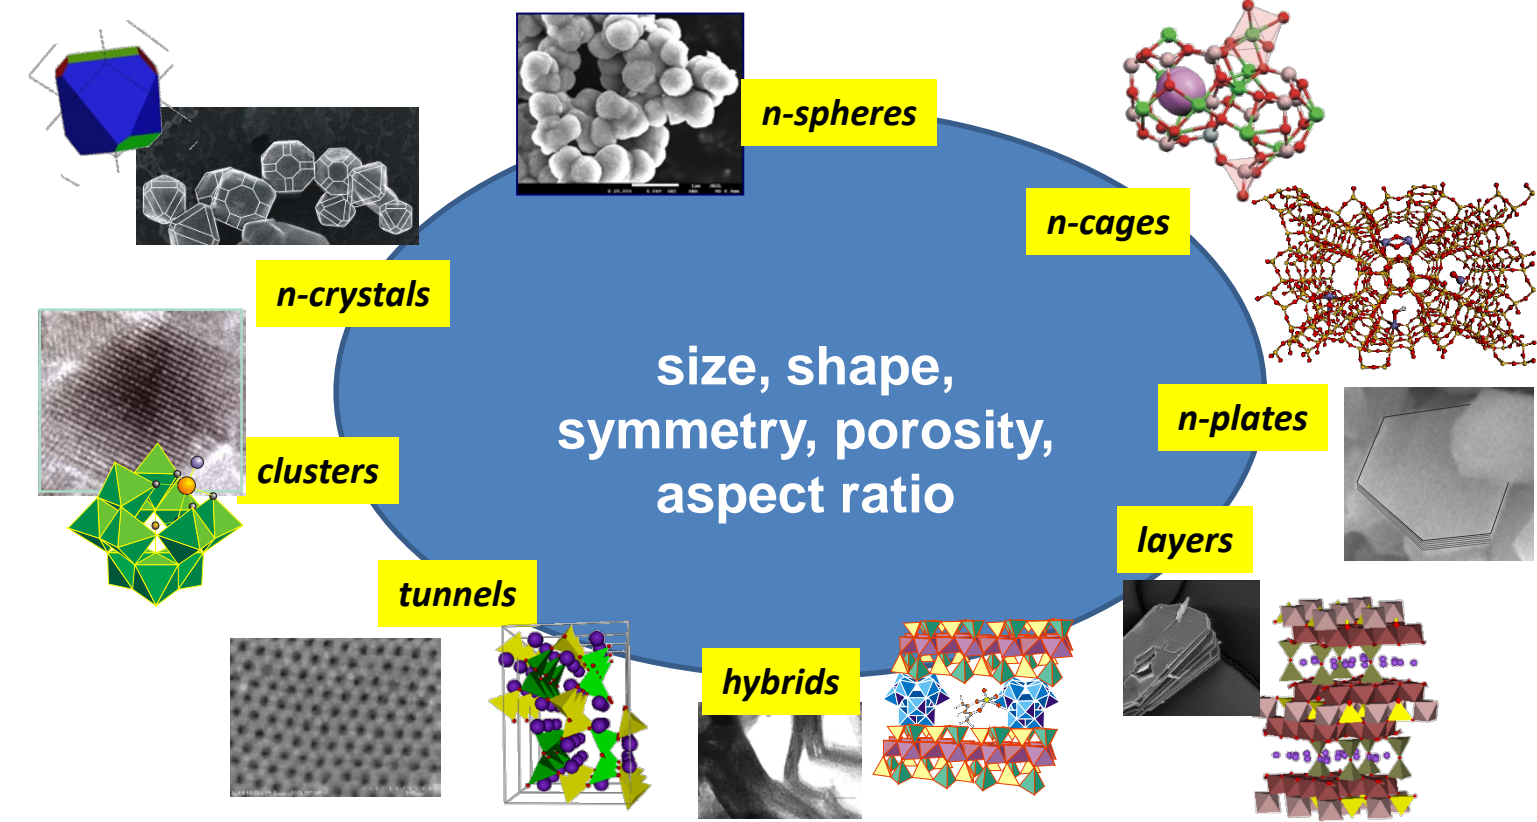 n-spheres
n-cages
n-crystals
size, shape,
symmetry, porosity,
aspect ratio
n-plates
clusters
layers
tunnels
hybrids